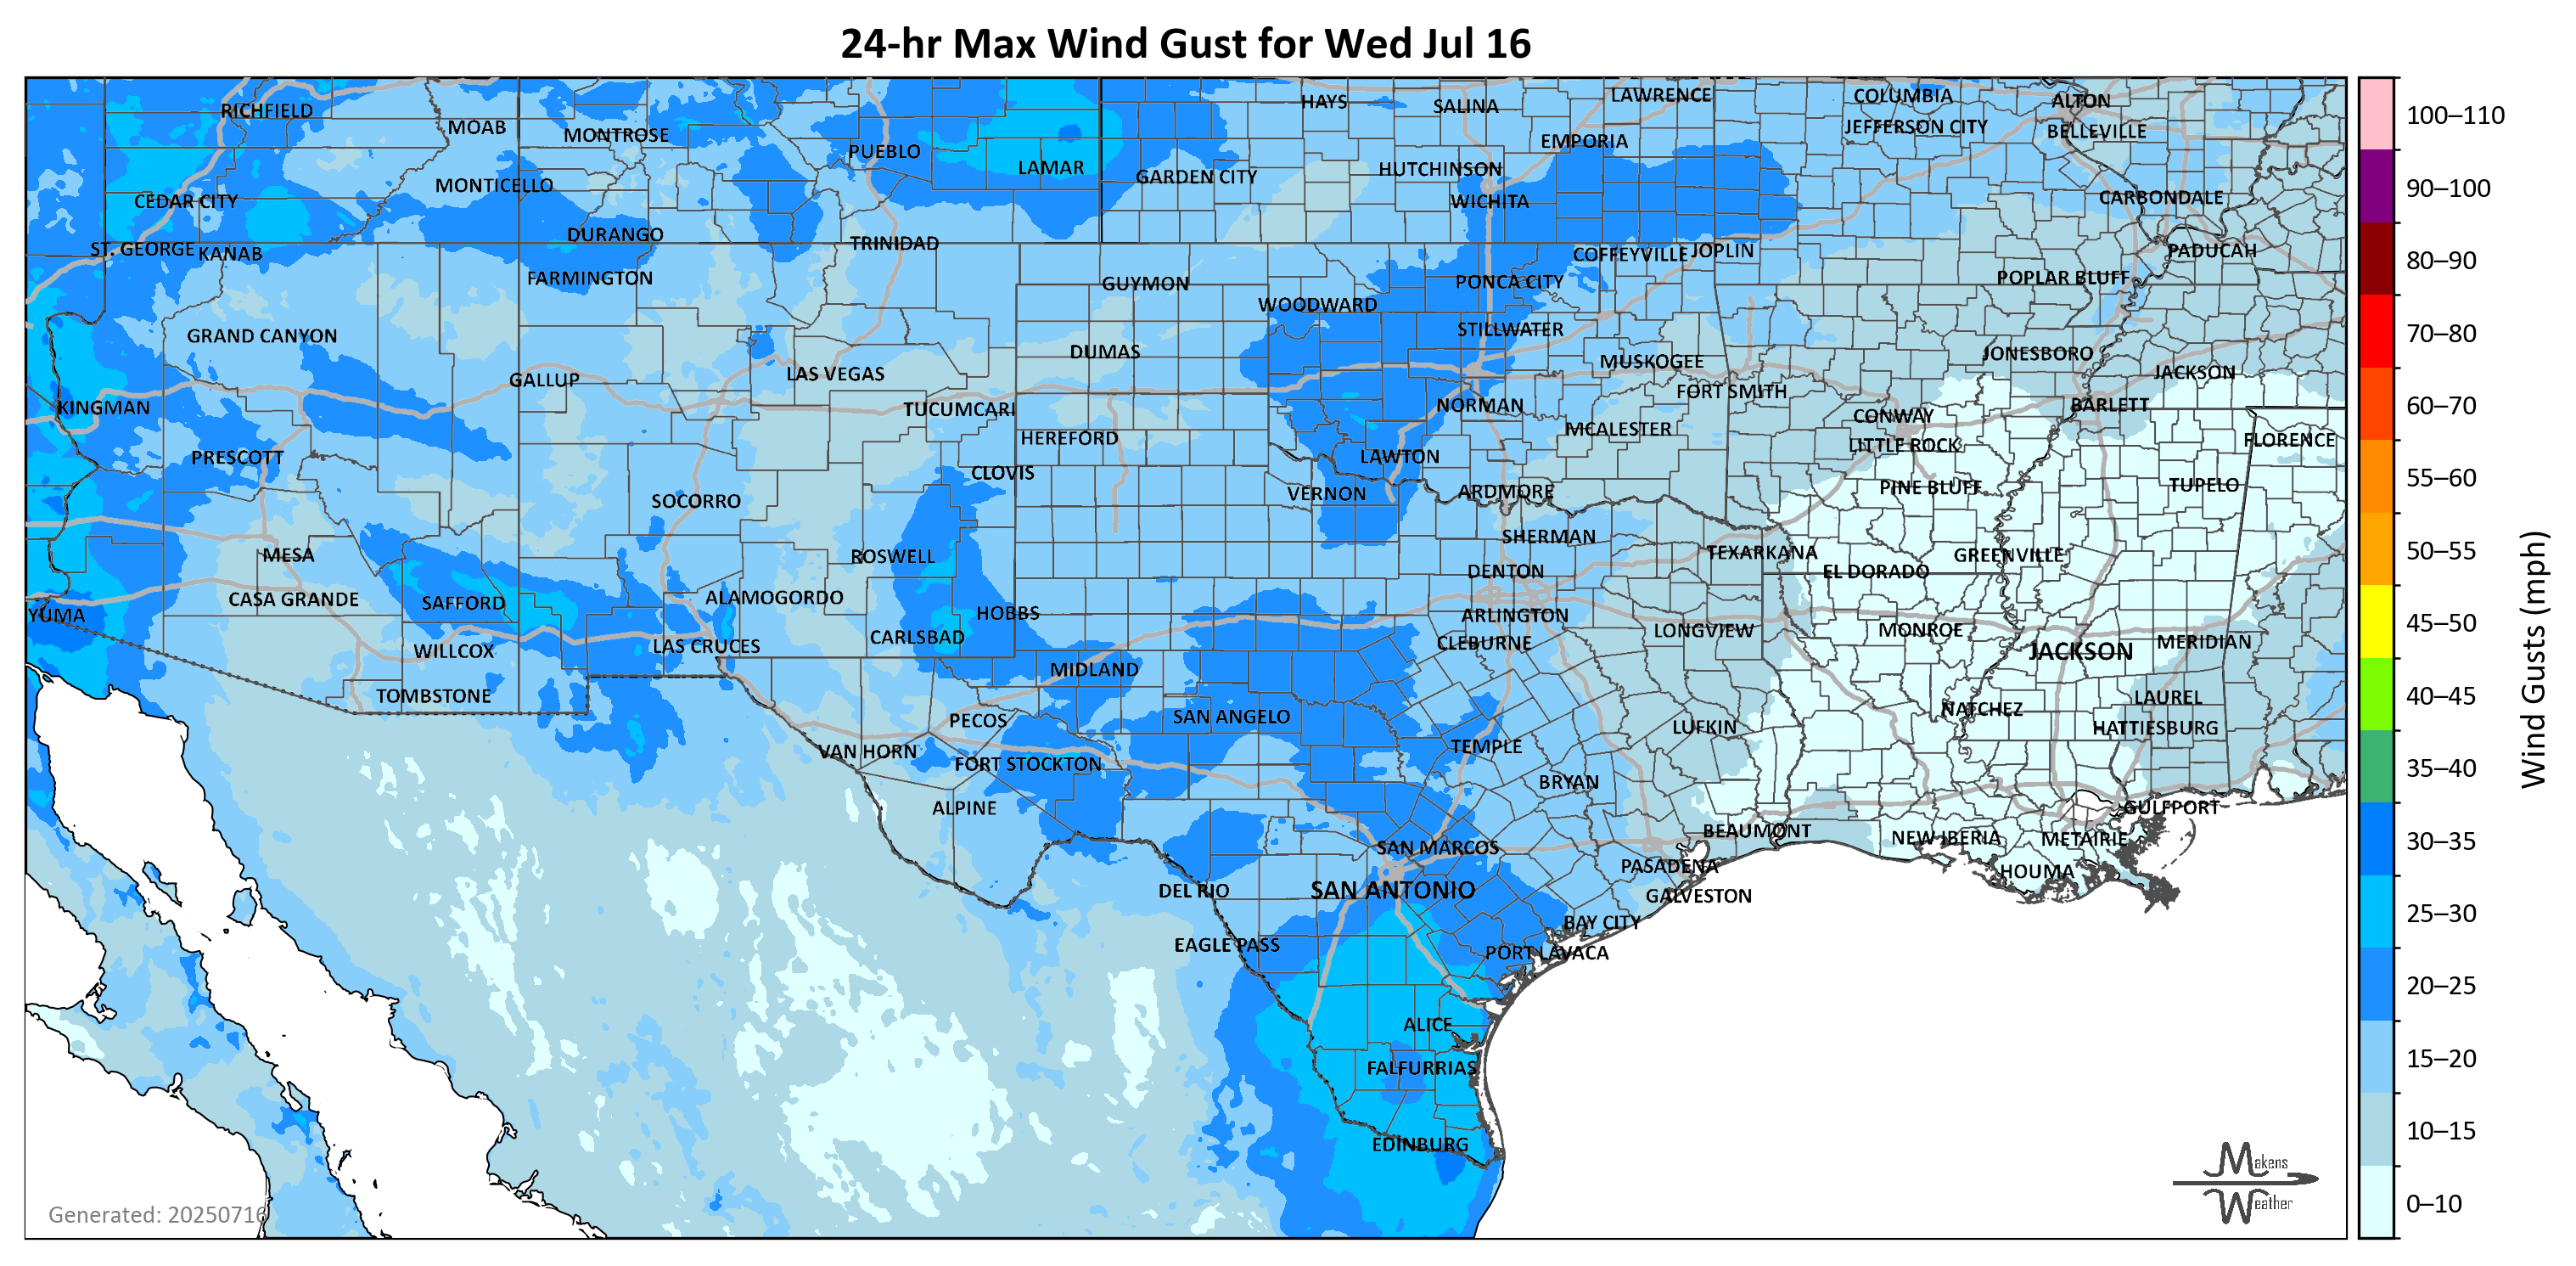 24-hr Max Wind Gust for Wed Jul 16
RICHFIELD
MOAB
MONTROSE
PUEBLO
LAMAR
HAYS
SALINA
LAWRENCE
COLUMBIA
ALTON
JEFFERSON CITY
BELLEVILLE
EMPORIA
HUTCHINSON
GARDEN CITY
MONTICELLO
CEDAR CITY
WICHITA
CARBONDALE
ST. GEORGE
KANAB
DURANGO
TRINIDAD
COFFEYVILLE
JOPLIN
PADUCAH
FARMINGTON
GUYMON
PONCA CITY
POPLAR BLUFF
WOODWARD
GRAND CANYON
STILLWATER
DUMAS
MUSKOGEE
JONESBORO
GALLUP
LAS VEGAS
FORT SMITH
JACKSON
KINGMAN
TUCUMCARI
NORMAN
CONWAY
BARLETT
HEREFORD
MCALESTER
LITTLE ROCK
FLORENCE
PRESCOTT
CLOVIS
LAWTON
SOCORRO
VERNON
ARDMORE
PINE BLUFF
TUPELO
MESA
ROSWELL
SHERMAN
TEXARKANA
GREENVILLE
DENTON
EL DORADO
CASA GRANDE
SAFFORD
ALAMOGORDO
HOBBS
ARLINGTON
YUMA
WILLCOX
LAS CRUCES
CARLSBAD
CLEBURNE
LONGVIEW
MONROE
JACKSON
MERIDIAN
MIDLAND
TOMBSTONE
PECOS
SAN ANGELO
LUFKIN
NATCHEZ
LAUREL
HATTIESBURG
VAN HORN
FORT STOCKTON
TEMPLE
BRYAN
ALPINE
GULFPORT
BEAUMONT
NEW IBERIA
METAIRIE
SAN MARCOS
PASADENA
HOUMA
DEL RIO
SAN ANTONIO
GALVESTON
BAY CITY
EAGLE PASS
PORT LAVACA
ALICE
FALFURRIAS
EDINBURG
Generated: 20250716
Makens
Weather
100–110
90–100
80–90
70–80
60–70
55–60
50–55
45–50
40–45
35–40
30–35
25–30
20–25
15–20
10–15
0–10
Wind Gusts (mph)